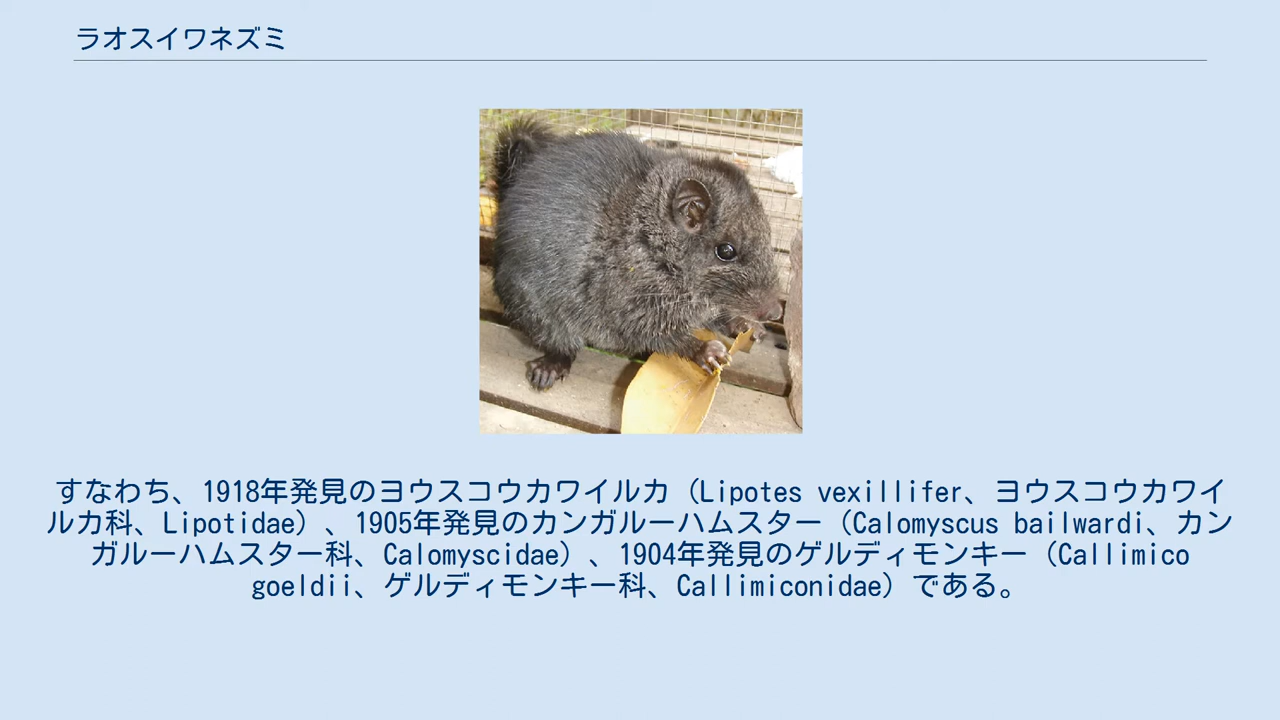 ラオスイワネズミ
すなわち、1918年発見のヨウスコウカワイルカ（Lipotes vexillifer、ヨウスコウカワイ
ルカ科、Lipotidae）、1905年発見のカンガルーハムスター（Calomyscus bailwardi、カン
ガルーハムスター科、Calomyscidae）、1904年発見のゲルディモンキー（Callimico
goeldii、ゲルディモンキー科、Callimiconidae）である。